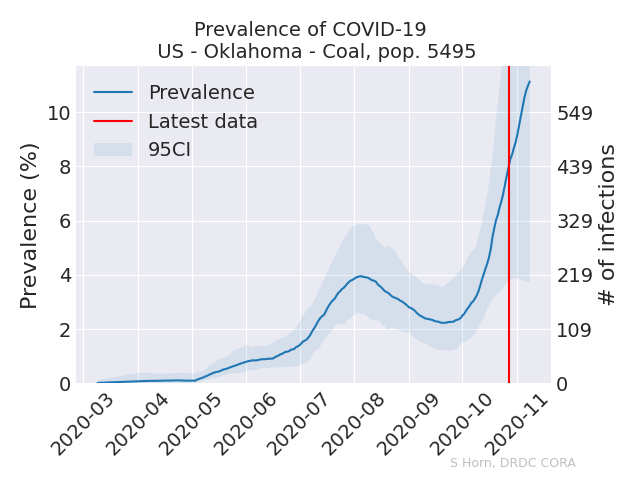 Prevalence of COVID-19
US - Oklahoma - Coal, pop. 5495
Prevalence
Latest data
95CI
Prevalence (%)
10
8
6
4
2
0
549
439
329
219
109
0
# of infections
2020-03
2020-04
2020-05
2020-06
2020-07
2020-08
2020-09
2020-10
2020-11
S Horn, DRDC CORA